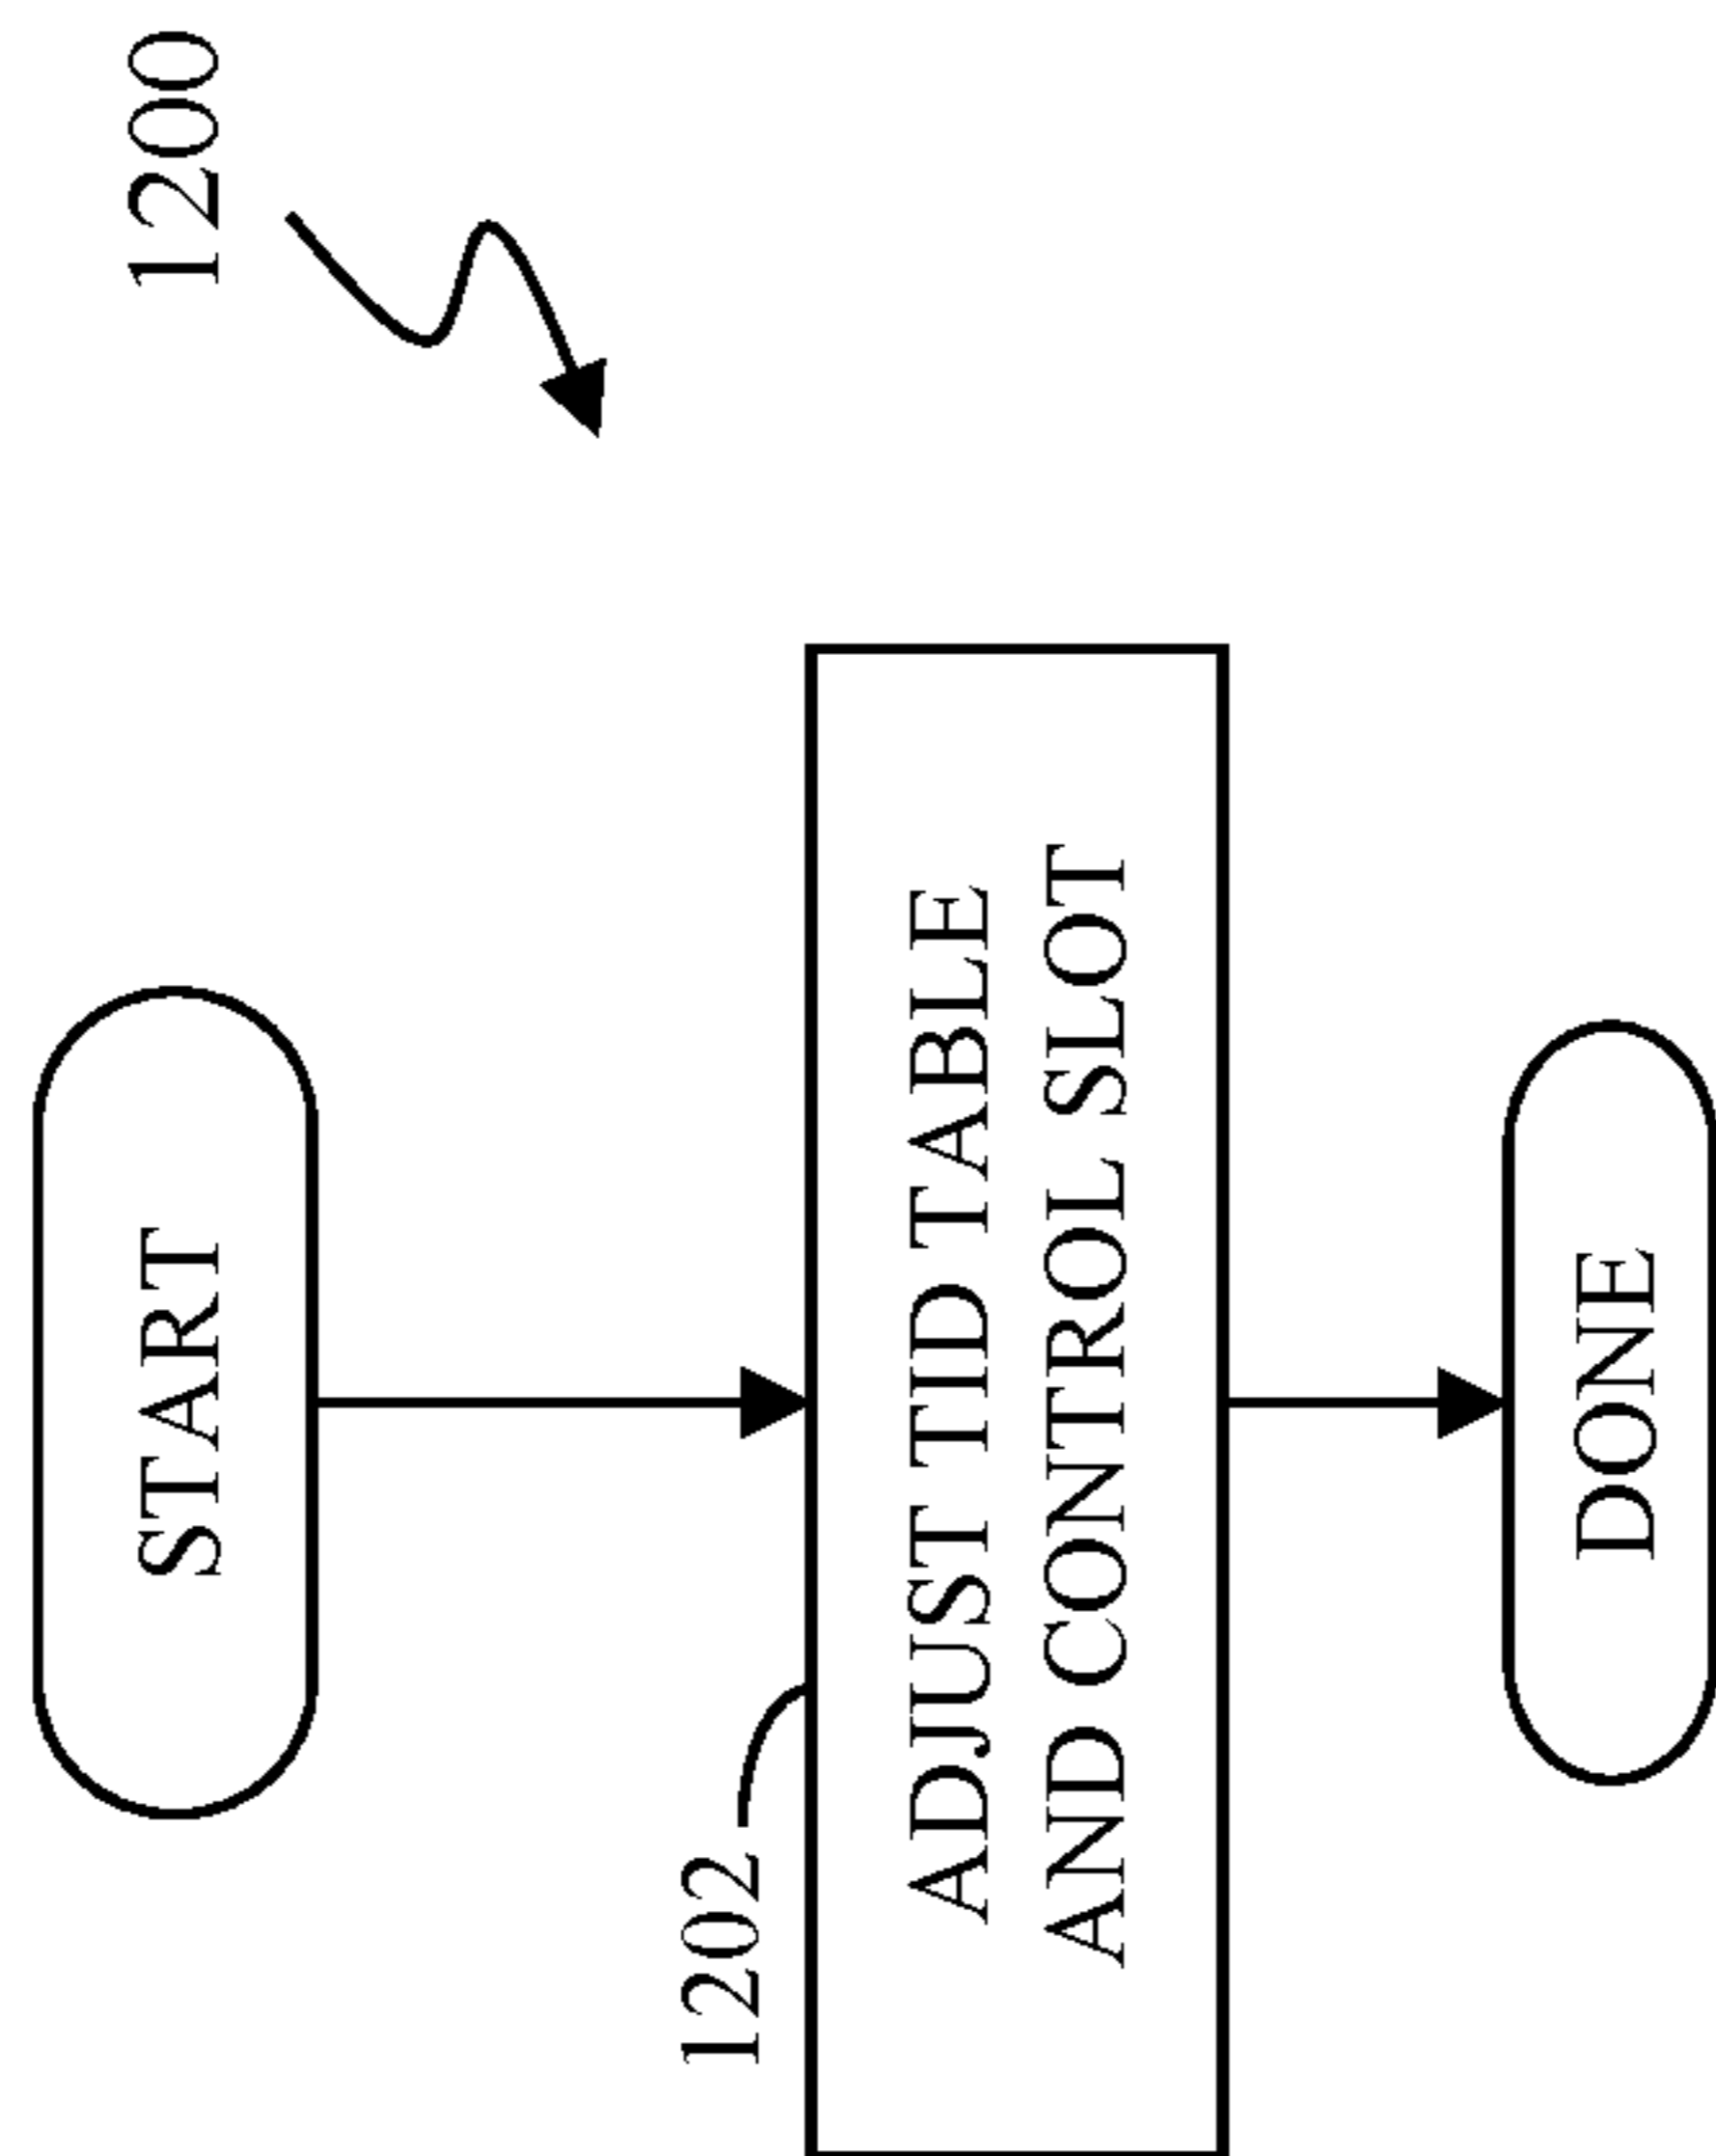 1200
START
1202
ADJUST TID TABLE
AND CONTROL SLOT
DONE